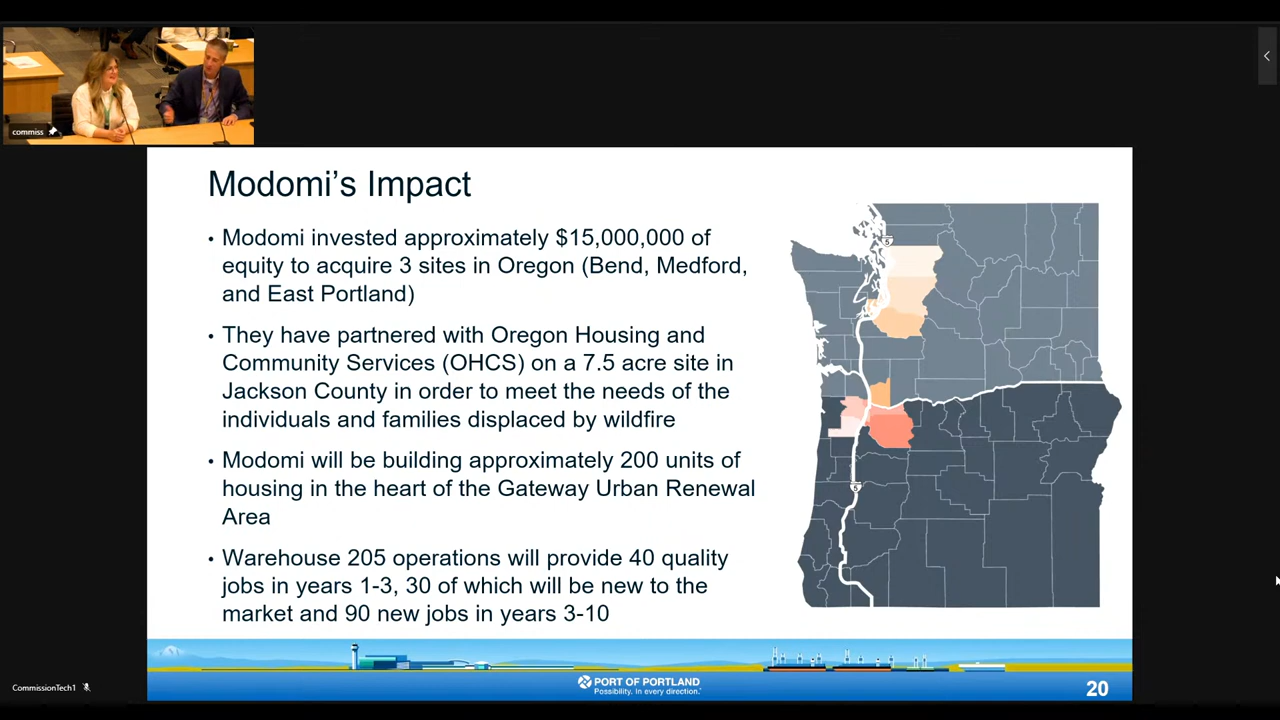 commiss
Modomi’s Impact
• Modomi invested approximately $15,000,000 of
equity to acquire 3 sites in Oregon (Bend, Medford,
and East Portland)
• They have partnered with Oregon Housing and
Community Services (OHCS) on a 7.5 acre site in
Jackson County in order to meet the needs of the
individuals and families displaced by wildfire
• Modomi will be building approximately 200 units of
housing in the heart of the Gateway Urban Renewal
Area
• Warehouse 205 operations will provide 40 quality
jobs in years 1-3, 30 of which will be new to the
market and 90 new jobs in years 3-10
5
5
CommissionTech1
PORT OF PORTLAND
Possibility. In every direction.™
20